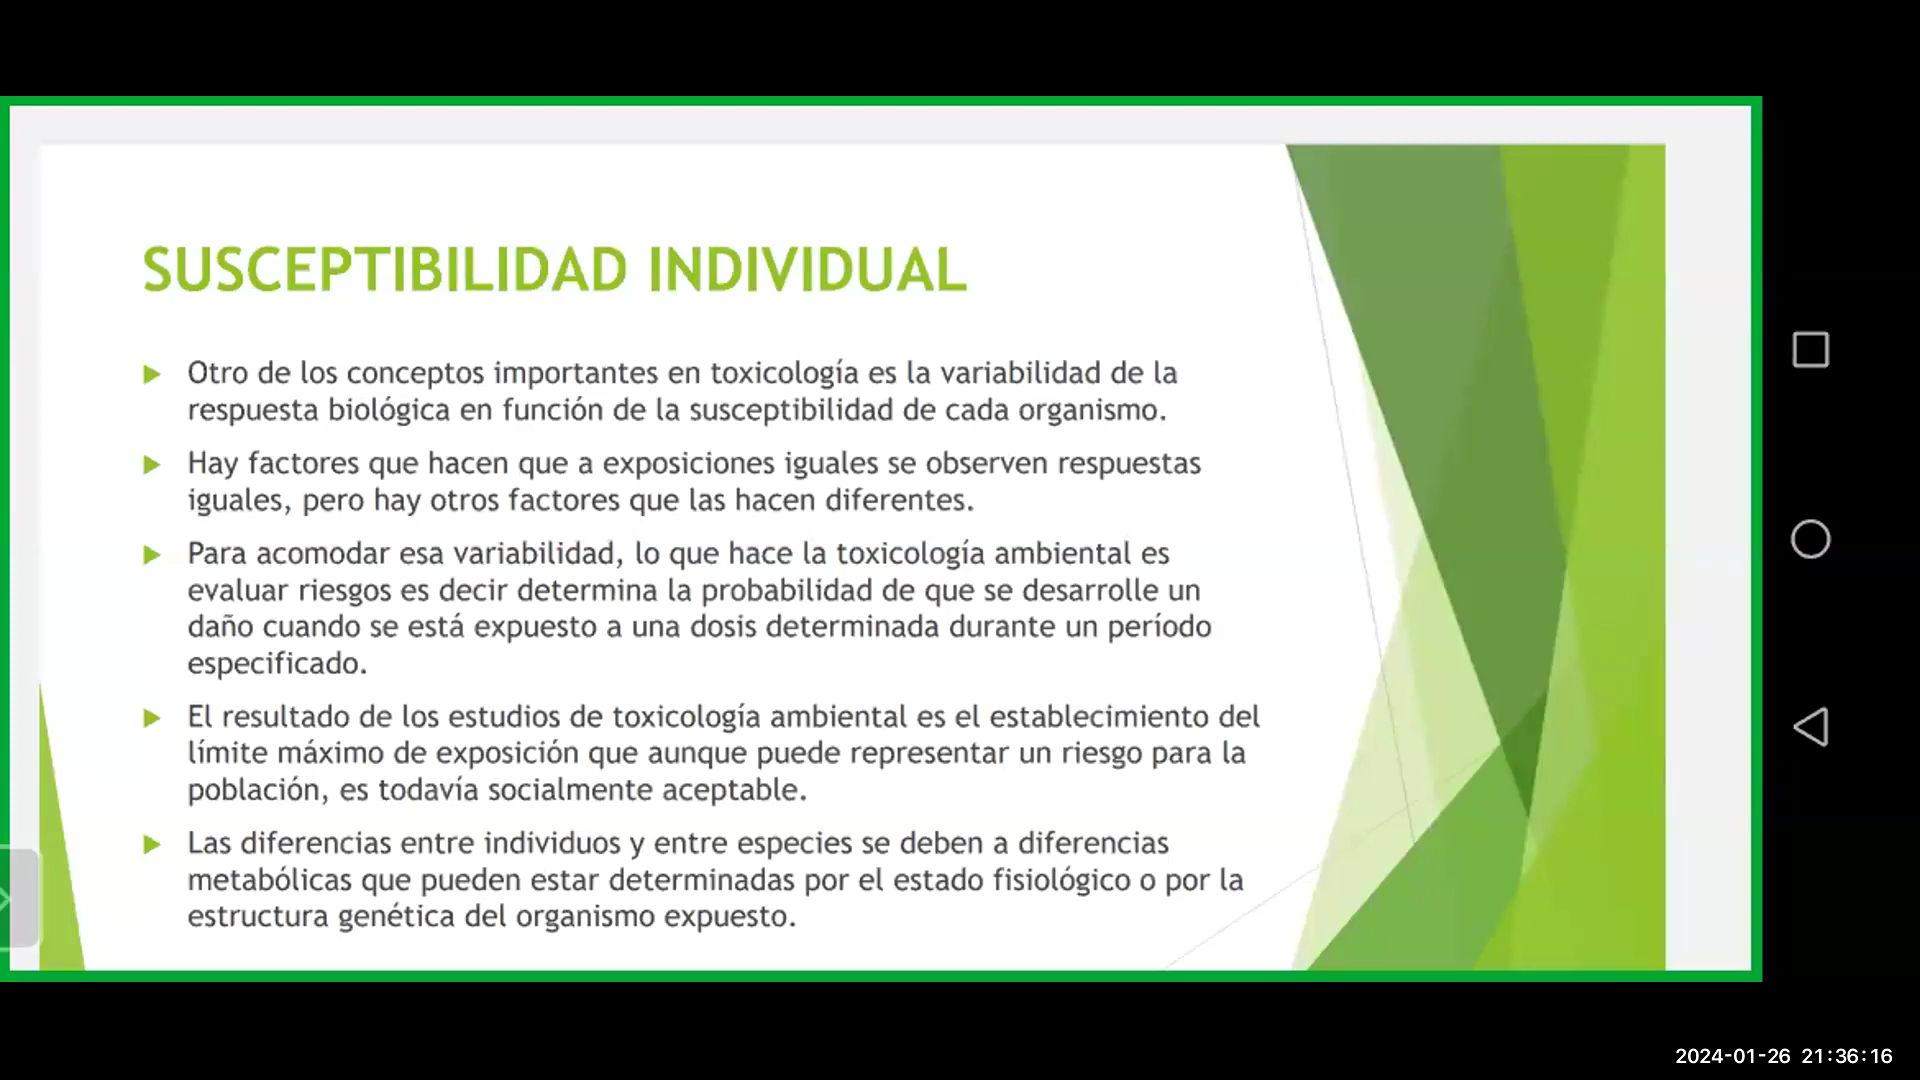 SUSCEPTIBILIDAD INDIVIDUAL
Otro de los conceptos importantes en toxicología es la variabilidad de la
respuesta biológica en función de la susceptibilidad de cada organismo.
Hay factores que hacen que a exposiciones iguales se observen respuestas
iguales, pero hay otros factores que las hacen diferentes.
Para acomodar esa variabilidad, lo que hace la toxicología ambiental es
evaluar riesgos es decir determina la probabilidad de que se desarrolle un
daño cuando se está expuesto a una dosis determinada durante un período
especificado.
El resultado de los estudios de toxicología ambiental es el establecimiento del
límite máximo de exposición que aunque puede representar un riesgo para la
población, es todavía socialmente aceptable.
Las diferencias entre individuos y entre especies se deben a diferencias
metabólicas que pueden estar determinadas por el estado fisiológico o por la
estructura genética del organismo expuesto.
2024-01-26 21:36:16